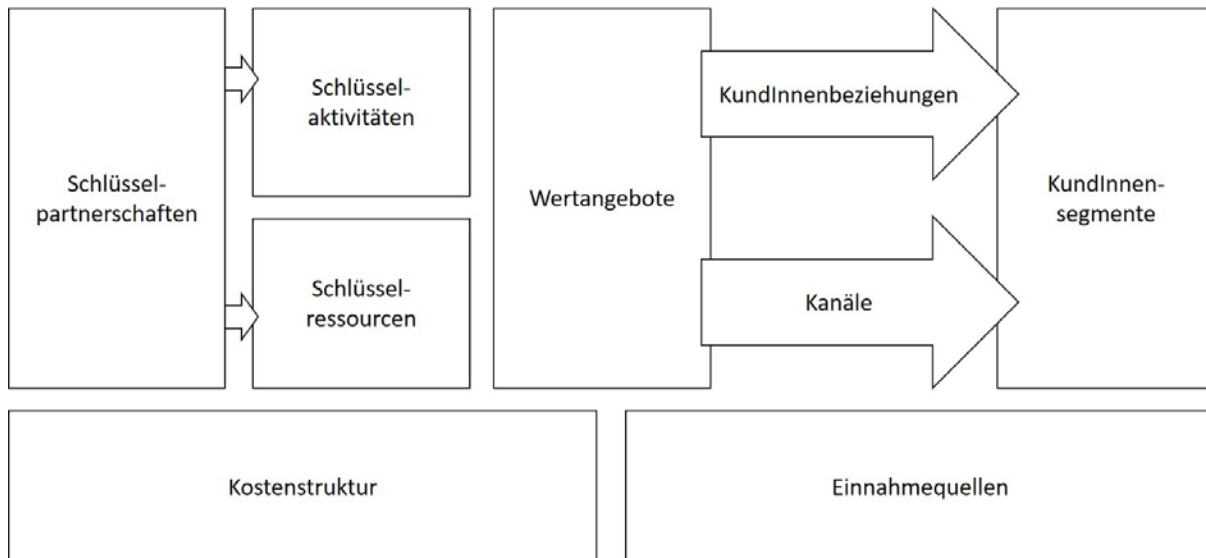 Schlüssel-
partnerschaften
Schlüssel-
aktivitäten
Schlüssel-
ressourcen
Wertangebote
KundInnenbeziehungen
Kanäle
KundInnen-
segmente
Kostenstruktur
Einnahmequellen